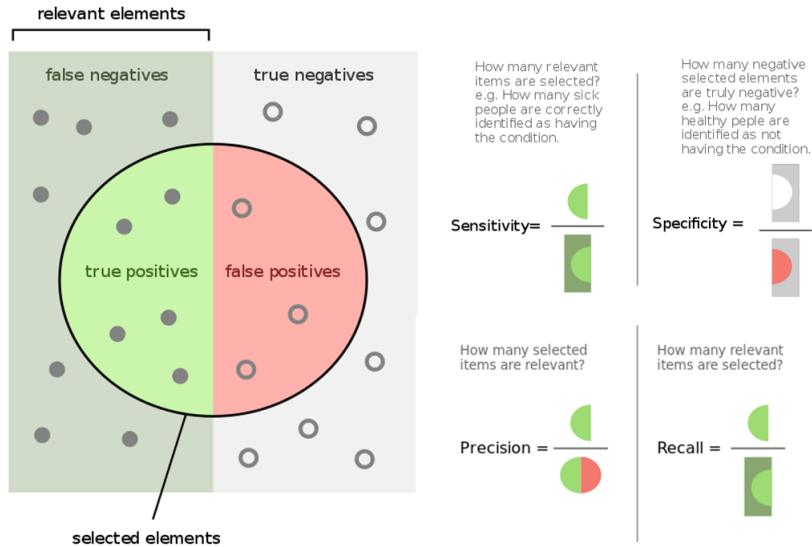 relevant elements
false negatives
true negatives
true positives
false positives
selected elements
How many relevant
items are selected?
e.g. How many sick
people are correctly
identified as having
the condition.
Sensitivity=
How many negative
selected elements
are truly negative?
e.g. How many
healthy peple are
identified as not
having the condition.
Specificity =
How many selected
items are relevant?
Precision =
How many relevant
items are selected?
Recall =